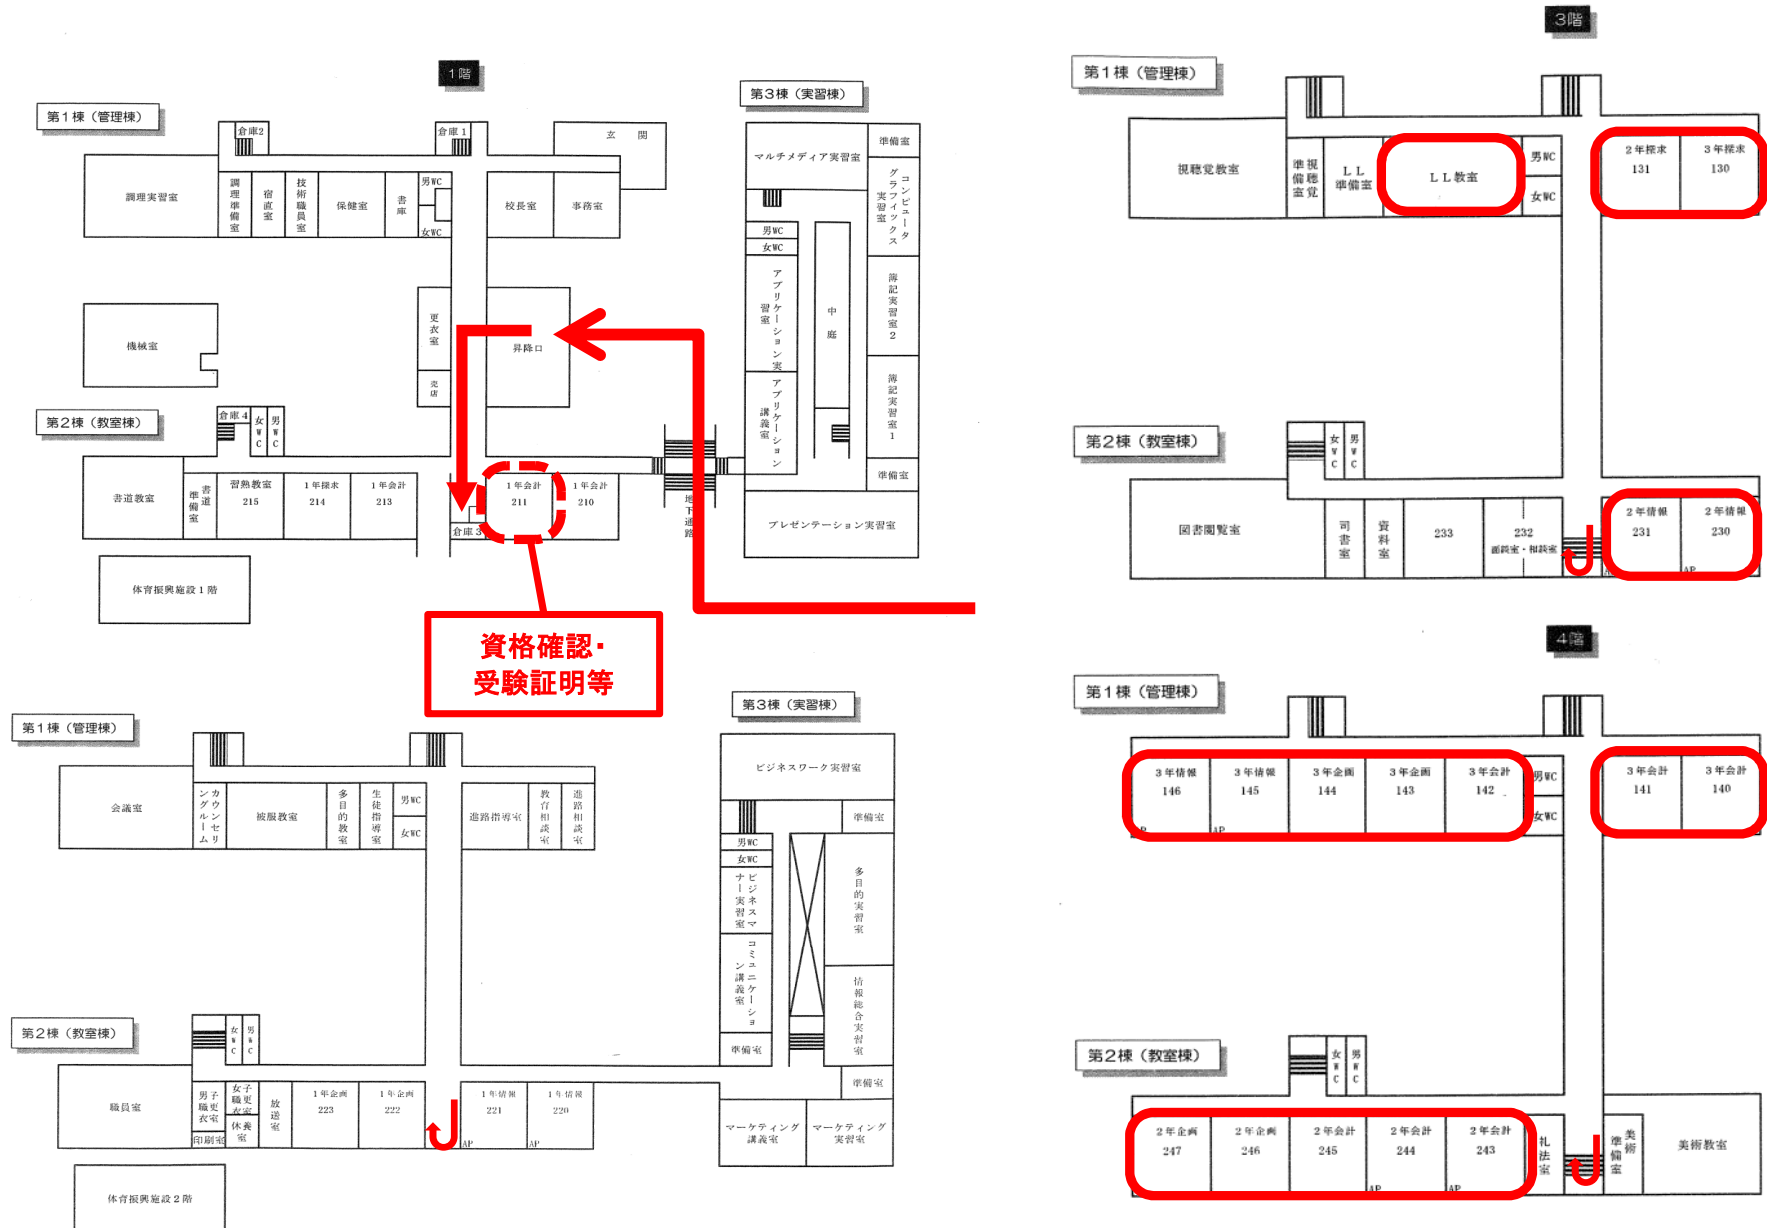 1階
第1棟（管理棟）
第3棟（実習棟）
倉庫2
倉庫1
玄 関
調理実習室
調理準備室
宿直室
技術職員室
保健室
書庫
男WC
女WC
校長室
事務室
マルチメディア実習室
準備室
コンピュータグラフィックス実習室
男WC
女WC
アプリケーション実習室
中庭
簿記実習室2
アプリケーション講義室
簿記実習室1
準備室
プレゼンテーション実習室
機械室
更衣室
売店
昇降口
第2棟（教室棟）
倉庫4
女WC
男WC
書道教室
書道準備室
習熟教室
215
1年探求
214
1年会計
213
倉庫3
1年会計
211
1年会計
210
地下通路
体育振興施設1階
資格確認・
受験証明等
第1棟（管理棟）
第3棟（実習棟）
会議室
カウンセリングルーム
被服教室
多目的教室
生徒指導室
男WC
女WC
進路指導室
教育相談室
進路相談室
ビジネスワーク実習室
準備室
男WC
女WC
ビジネスマナー実習室
多目的実習室
コミュニケーション講義室
情報総合実習室
準備室
準備室
マーケティング講義室
マーケティング実習室
第2棟（教室棟）
女WC
男WC
職員室
男子職更衣室
印刷室
女子職更衣室
休養室
放送室
1年企画
223
1年企画
222
1年情報
221
AP
1年情報
220
AP
体育振興施設2階
3階
第1棟（管理棟）
視聴覚教室
視聴覚準備室
LL準備室
LL教室
男WC
女WC
2年探求
131
3年探求
130
第2棟（教室棟）
女WC
男WC
図書閲覧室
司書室
資料室
233
232
面談室・相談室
2年情報
231
2年情報
230
AP
4階
第1棟（管理棟）
3年情報
146
AP
3年情報
145
AP
3年企画
144
3年企画
143
3年会計
142
男WC
女WC
3年会計
141
3年会計
140
第2棟（教室棟）
女WC
男WC
2年企画
247
2年企画
246
2年会計
245
2年会計
244
AP
2年会計
243
AP
礼法室
美術準備室
美術教室